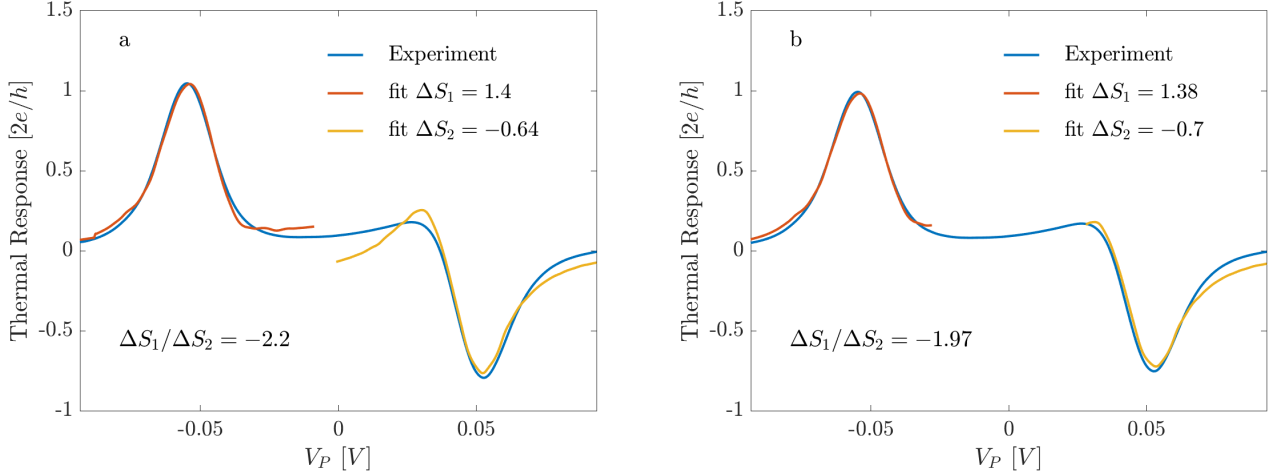 a
Experiment
fit ΔS₁ = 1.4
fit ΔS₂ = −0.64
ΔS₁/ΔS₂ = −2.2
Thermal Response [2e/h]
1.5
1
0.5
0
-0.5
-1
-0.05
0
0.05
V_P [V]
b
Experiment
fit ΔS₁ = 1.38
fit ΔS₂ = −0.7
ΔS₁/ΔS₂ = −1.97
Thermal Response [2e/h]
1.5
1
0.5
0
-0.5
-1
-0.05
0
0.05
V_P [V]